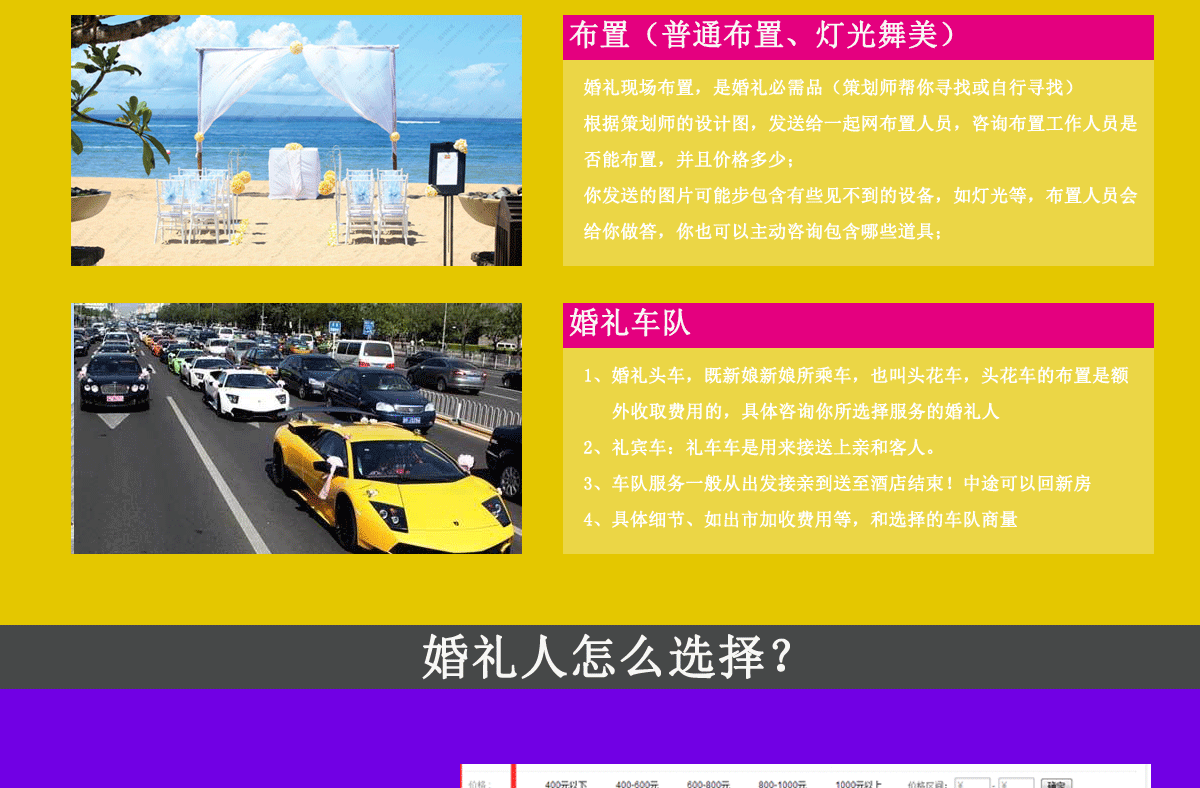 布置（普通布置、灯光舞美）
婚礼现场布置，是婚礼必需品（策划师帮你寻找或自行寻找）
根据策划师的设计图，发送给一起网布置人员，咨询布置工作人员是
否能布置，并且价格多少；
你发送的图片可能步包含有些见不到的设备，如灯光等，布置人员会
给你做答，你也可以主动咨询包含哪些道具；
婚礼车队
1、婚礼头车，既新娘新娘所乘车，也叫头花车，头花车的布置是额
外收取费用的，具体咨询你所选择服务的婚礼人
2、礼宾车：礼车车是用来接送上亲和客人。
3、车队服务一般从出发接亲到送至酒店结束！中途可以回新房
4、具体细节、如出市加收费用等，和选择的车队商量
婚礼人怎么选择？
价格： 400元以下 400-600元 600-800元 800-1000元 1000元以上 价格区间： ¥ - ¥ 确定